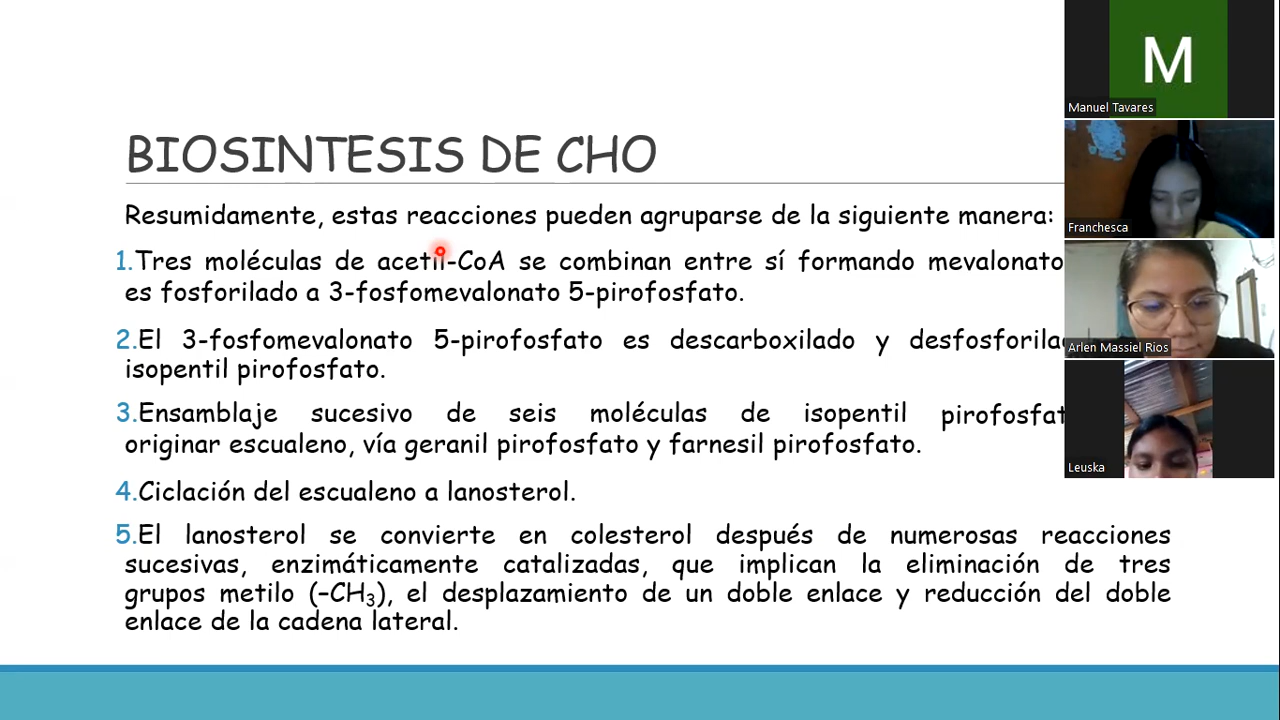 BIOSINTESIS DE CHO
Resumidamente, estas reacciones pueden agruparse de la siguiente manera:
1.Tres moléculas de acetil-CoA se combinan entre sí formando mevalonato
es fosforilado a 3-fosfomevalonato 5-pirofosfato.
2.El 3-fosfomevalonato 5-pirofosfato es descarboxilado y
isopentil pirofosfato.
3.Ensamblaje sucesivo de seis moléculas de isopentil
originar escualeno, vía geranil pirofosfato y farnesil pirofosfato.
4.Ciclación del escualeno a lanosterol.
5.El lanosterol se convierte en colesterol después de numerosas reacciones
sucesivas, enzimáticamente catalizadas, que implican la eliminación de tres
grupos metilo (–CH₃), el desplazamiento de un doble enlace y reducción del doble
enlace de la cadena lateral.
M
Manuel Tavares
Franchesca
Arlen Massiel Rios
Leuska